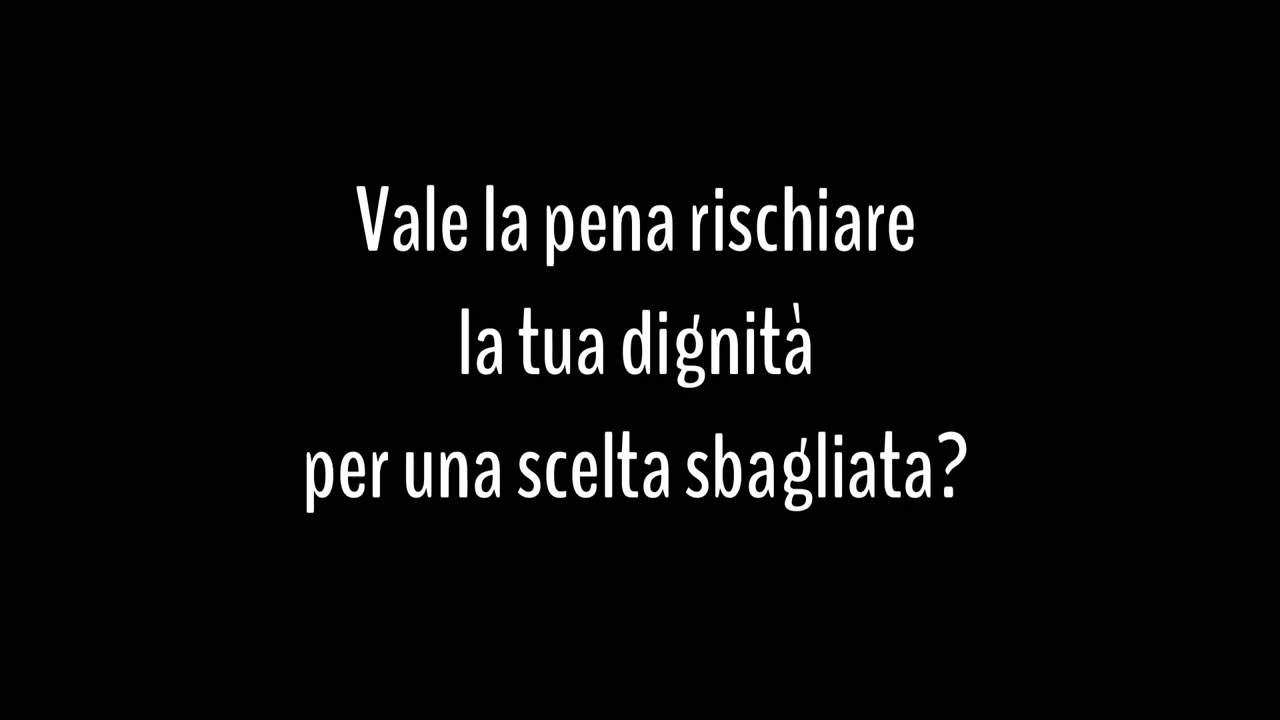 Vale la pena rischiare
la tua dignità
per una scelta sbagliata?